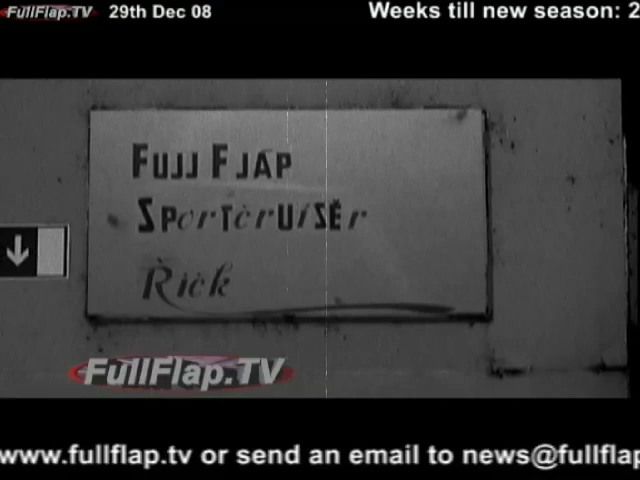 FullFlap.TV 29th Dec 08 Weeks till new season: 2
FuJJ FJAP
SPorTcrUisEr
Rick
FullFlap.TV
www.fullflap.tv or send an email to news@fullflap